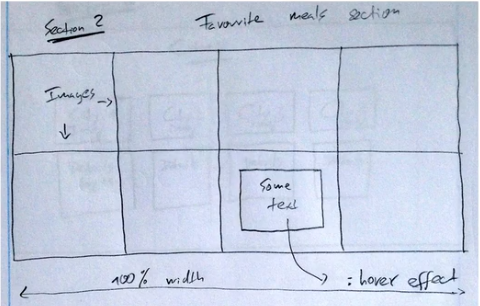 Section 2
Favourite meals section
Images →
↓
Some
text
100% width
:hover effect